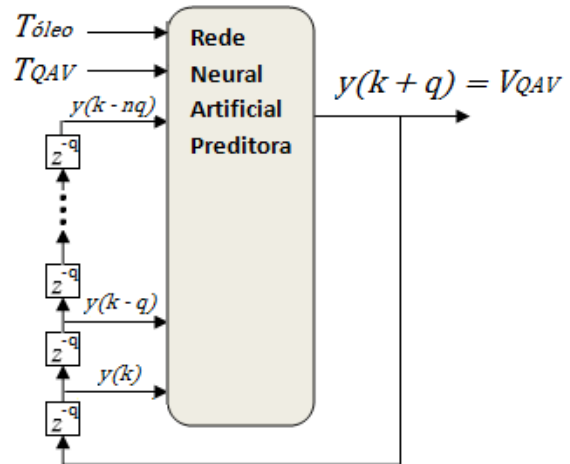 Tóleo
TQAV
y(k - nq)
Rede
Neural
Artificial
Preditora
y(k + q) = VQAV
z-q
z-q
y(k - q)
z-q
y(k)
z-q